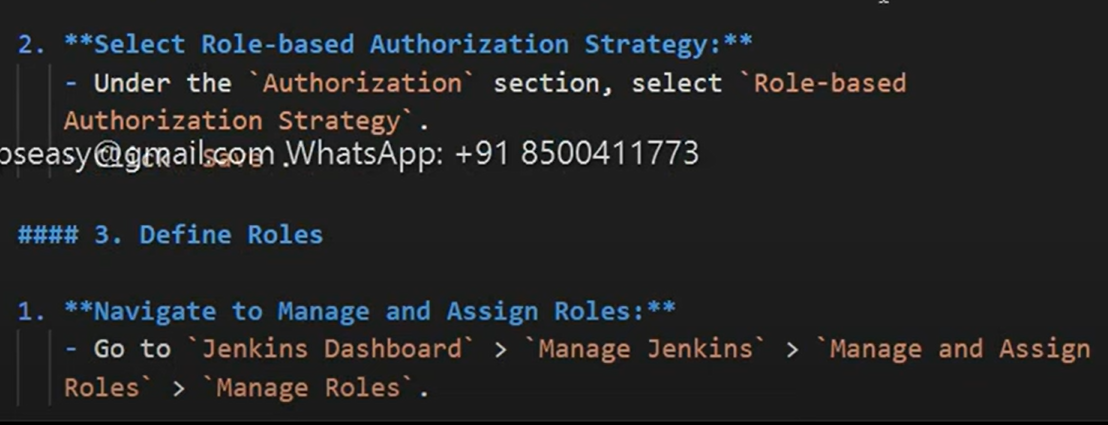 2. **Select Role-based Authorization Strategy:**
- Under the `Authorization` section, select `Role-based
Authorization Strategy`.
pseasy@gmail.com WhatsApp: +91 8500411773
#### 3. Define Roles
1. **Navigate to Manage and Assign Roles:**
- Go to `Jenkins Dashboard` > `Manage Jenkins` > `Manage and Assign
Roles` > `Manage Roles`.